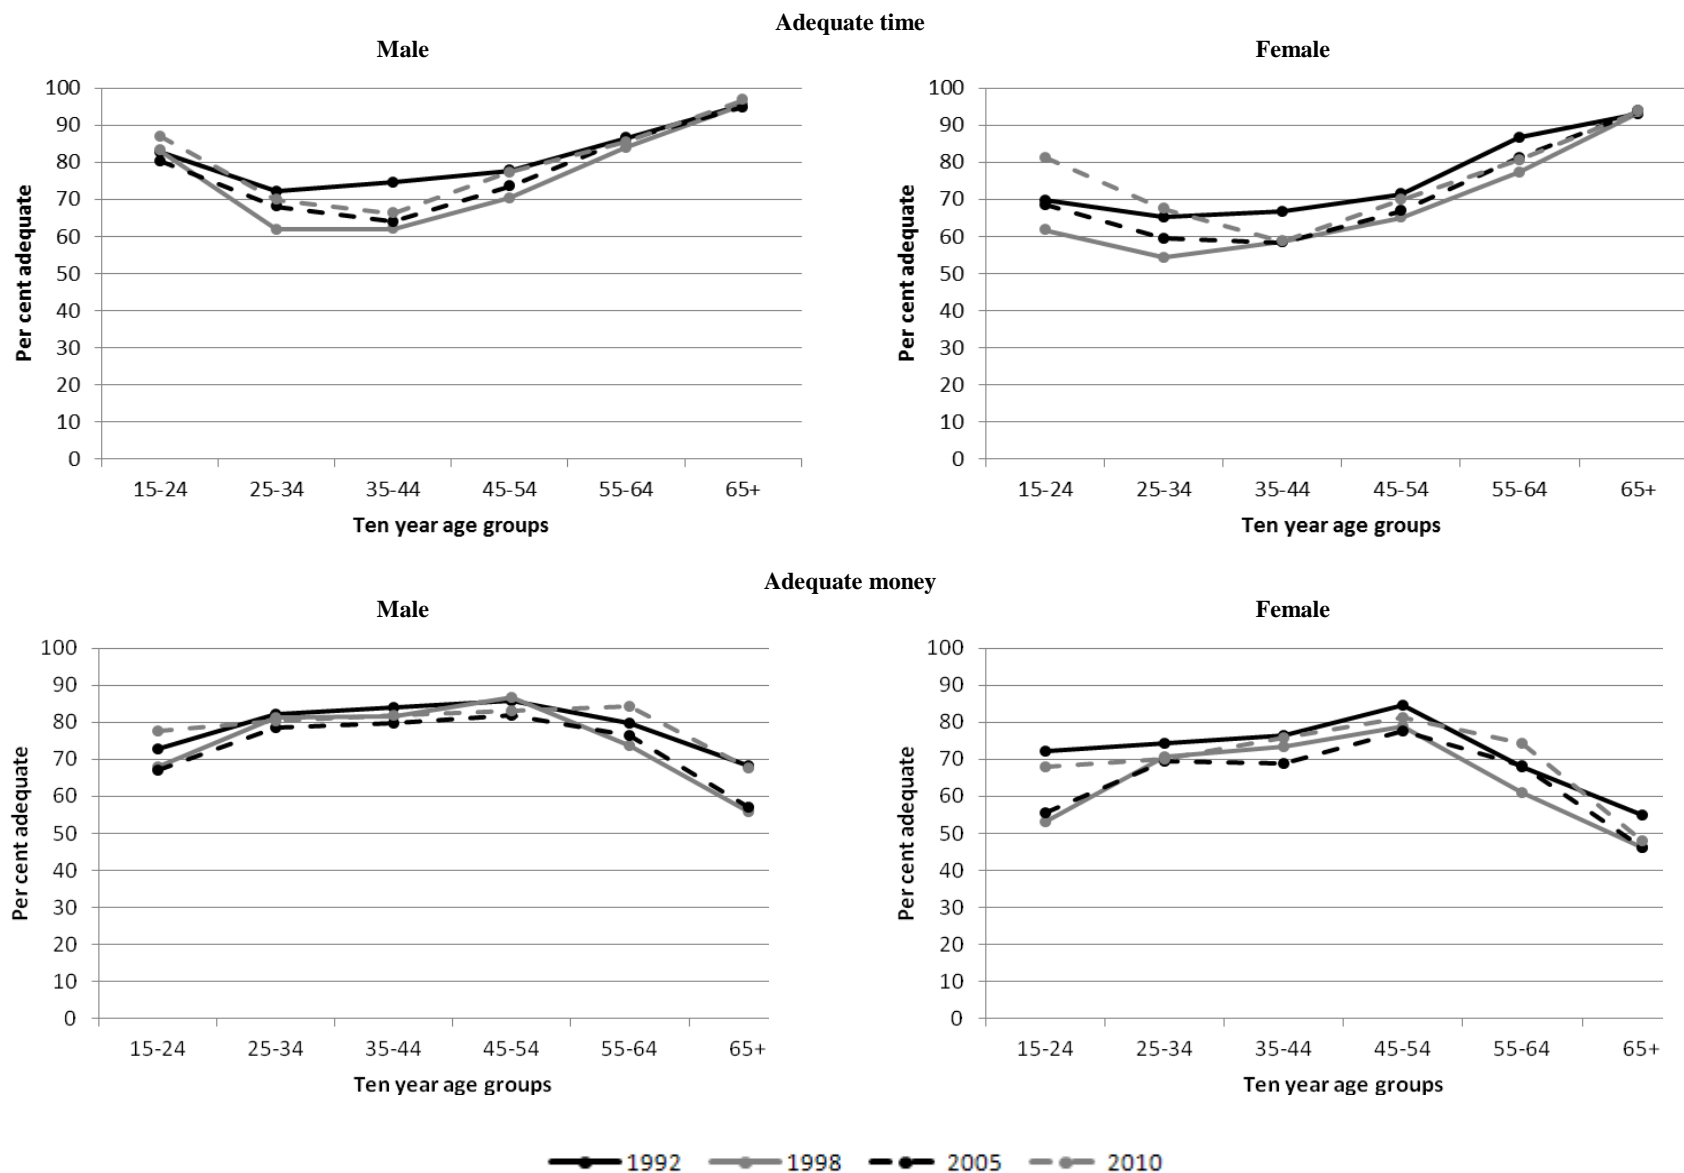 Adequate time
Male Female
100 100
90 90
80 80
70 70
60 60
50 50
40 40
30 30
20 20
10 10
0 0
Per cent adequate Per cent adequate
15-24 25-34 35-44 45-54 55-64 65+ 15-24 25-34 35-44 45-54 55-64 65+
Ten year age groups Ten year age groups
Adequate money
Male Female
100 100
90 90
80 80
70 70
60 60
50 50
40 40
30 30
20 20
10 10
0 0
Per cent adequate Per cent adequate
15-24 25-34 35-44 45-54 55-64 65+ 15-24 25-34 35-44 45-54 55-64 65+
Ten year age groups Ten year age groups
1992 1998 2005 2010